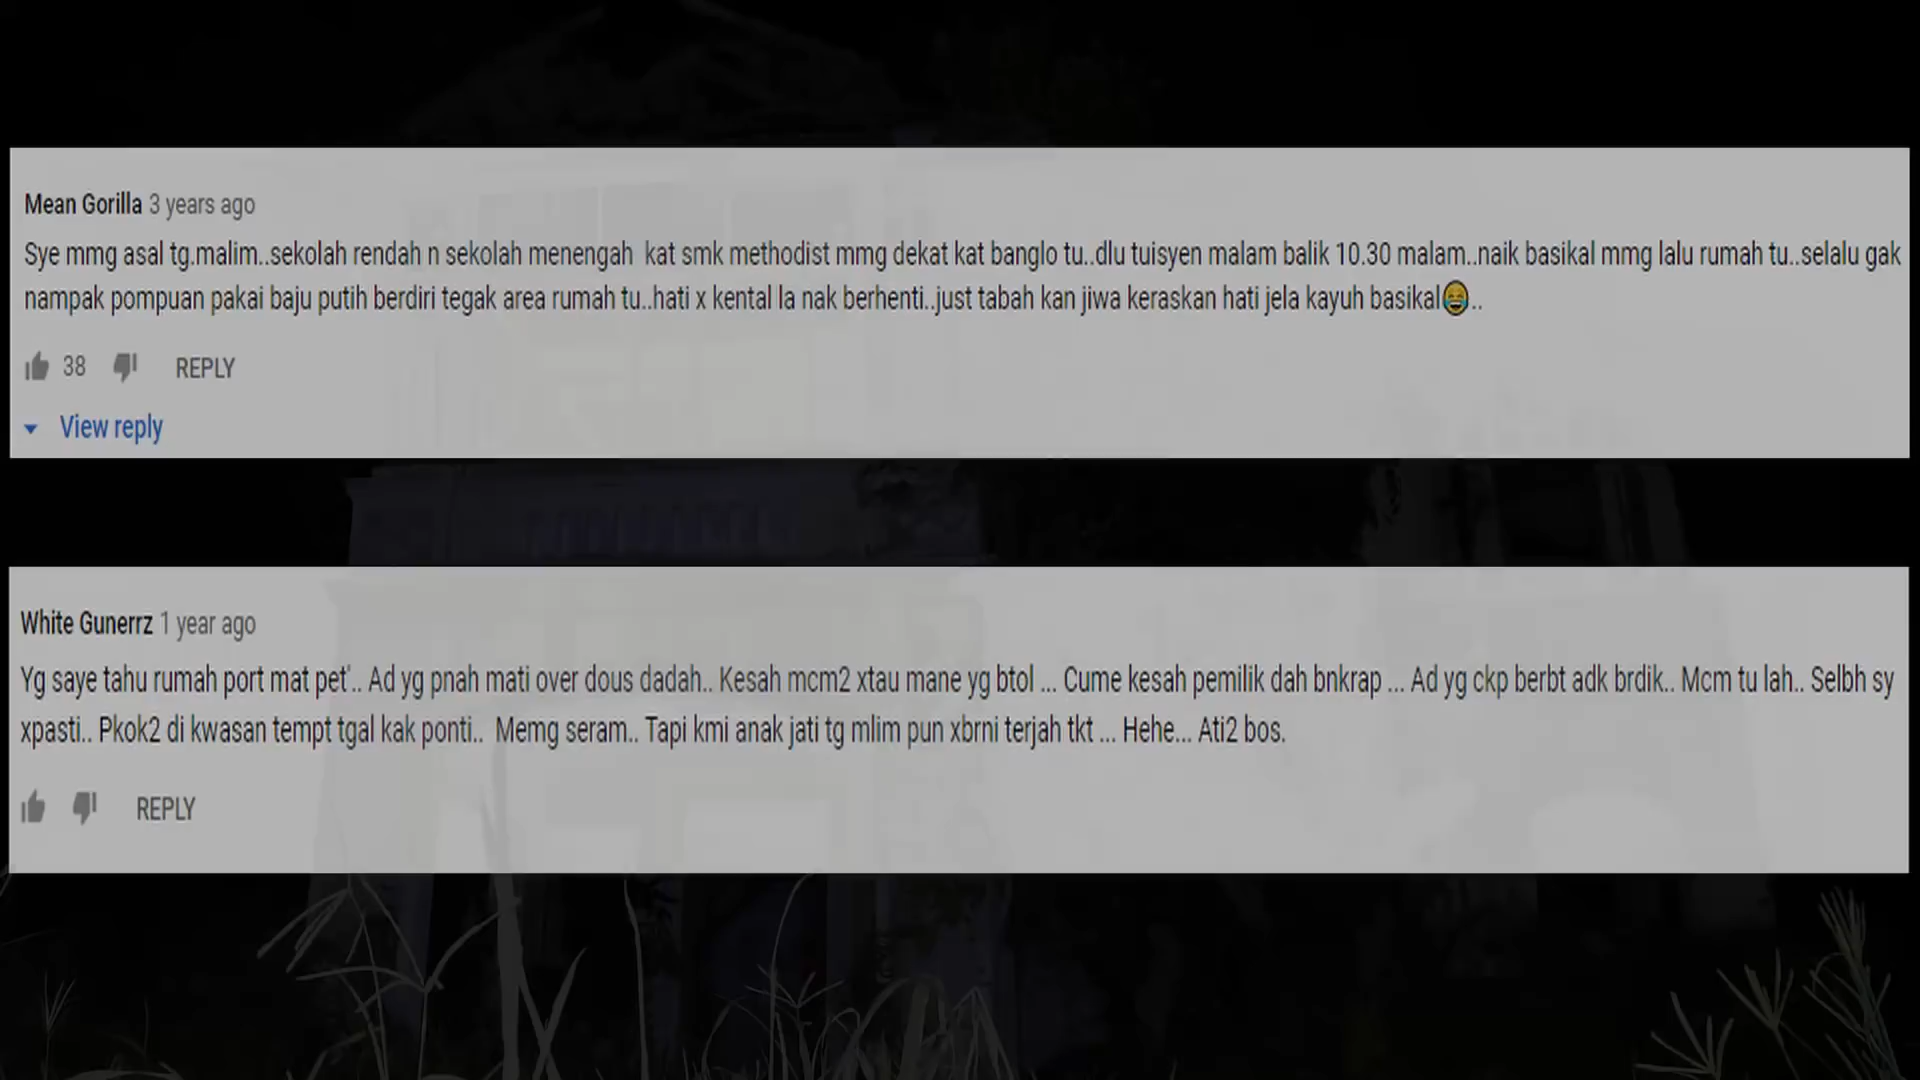 Mean Gorilla 3 years ago
Sye mmg asal tg.malim..sekolah rendah n sekolah menengah kat smk methodist mmg dekat kat banglo tu..dlu tuisyen malam balik 10.30 malam..naik basikal mmg lalu rumah tu..selalu gak
nampak pompuan pakai baju putih berdiri tegak area rumah tu..hati x kental la nak berhenti..just tabah kan jiwa keraskan hati jela kayuh basikal😂..
38 REPLY
View reply
White Gunerrz 1 year ago
Yg saye tahu rumah port mat pet'.. Ad yg pnah mati over dous dadah.. Kesah mcm2 xtau mane yg btol ... Cume kesah pemilik dah bnkrap ... Ad yg ckp berbt adk brdik.. Mcm tu lah.. Selbh sy
xpasti.. Pkok2 di kwasan tempt tgal kak ponti.. Memg seram.. Tapi kmi anak jati tg mlim pun xbrni terjah tkt ... Hehe... Ati2 bos.
REPLY